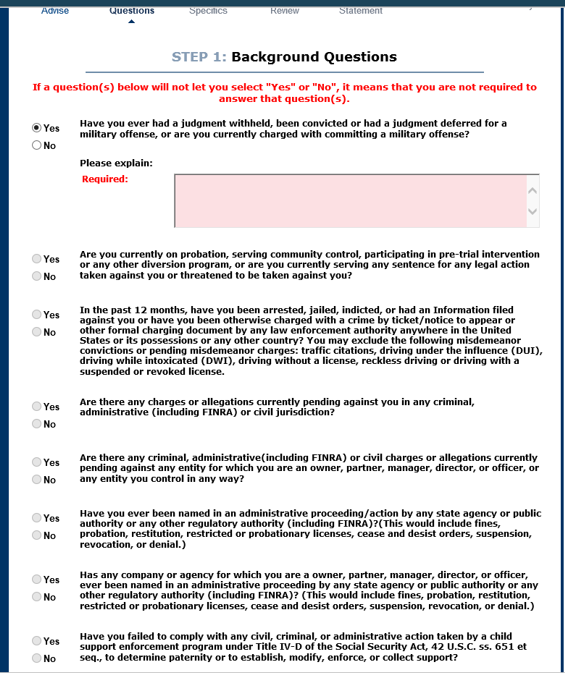 Advise Questions Specifics Review Statement
STEP 1: Background Questions
If a question(s) below will not let you select "Yes" or "No", it means that you are not required to
answer that question(s).
Yes
No
Have you ever had a judgment withheld, been convicted or had a judgment deferred for a
military offense, or are you currently charged with committing a military offense?
Please explain:
Required:
Yes
No
Are you currently on probation, serving community control, participating in pre-trial intervention
or any other diversion program, or are you currently serving any sentence for any legal action
taken against you or threatened to be taken against you?
Yes
No
In the past 12 months, have you been arrested, jailed, indicted, or had an Information filed
against you or have you been otherwise charged with a crime by ticket/notice to appear or
other formal charging document by any law enforcement authority anywhere in the United
States or its possessions or any other country? You may exclude the following misdemeanor
convictions or pending misdemeanor charges: traffic citations, driving under the influence (DUI),
driving while intoxicated (DWI), driving without a license, reckless driving or driving with a
suspended or revoked license.
Yes
No
Are there any charges or allegations currently pending against you in any criminal,
administrative (including FINRA) or civil jurisdiction?
Yes
No
Are there any criminal, administrative(including FINRA) or civil charges or allegations currently
pending against any entity for which you are an owner, partner, manager, director, or officer, or
any entity you control in any way?
Yes
No
Have you ever been named in an administrative proceeding/action by any state agency or public
authority or any other regulatory authority (including FINRA)?(This would include fines,
probation, restitution, restricted or probationary licenses, cease and desist orders, suspension,
revocation, or denial.)
Yes
No
Has any company or agency for which you are a owner, partner, manager, director, or officer,
ever been named in an administrative proceeding by any state agency or public authority or any
other regulatory authority (including FINRA)? (This would include fines, probation, restitution,
restricted or probationary licenses, cease and desist orders, suspension, revocation, or denial.)
Yes
No
Have you failed to comply with any civil, criminal, or administrative action taken by a child
support enforcement program under Title IV-D of the Social Security Act, 42 U.S.C. ss. 651 et
seq., to determine paternity or to establish, modify, enforce, or collect support?